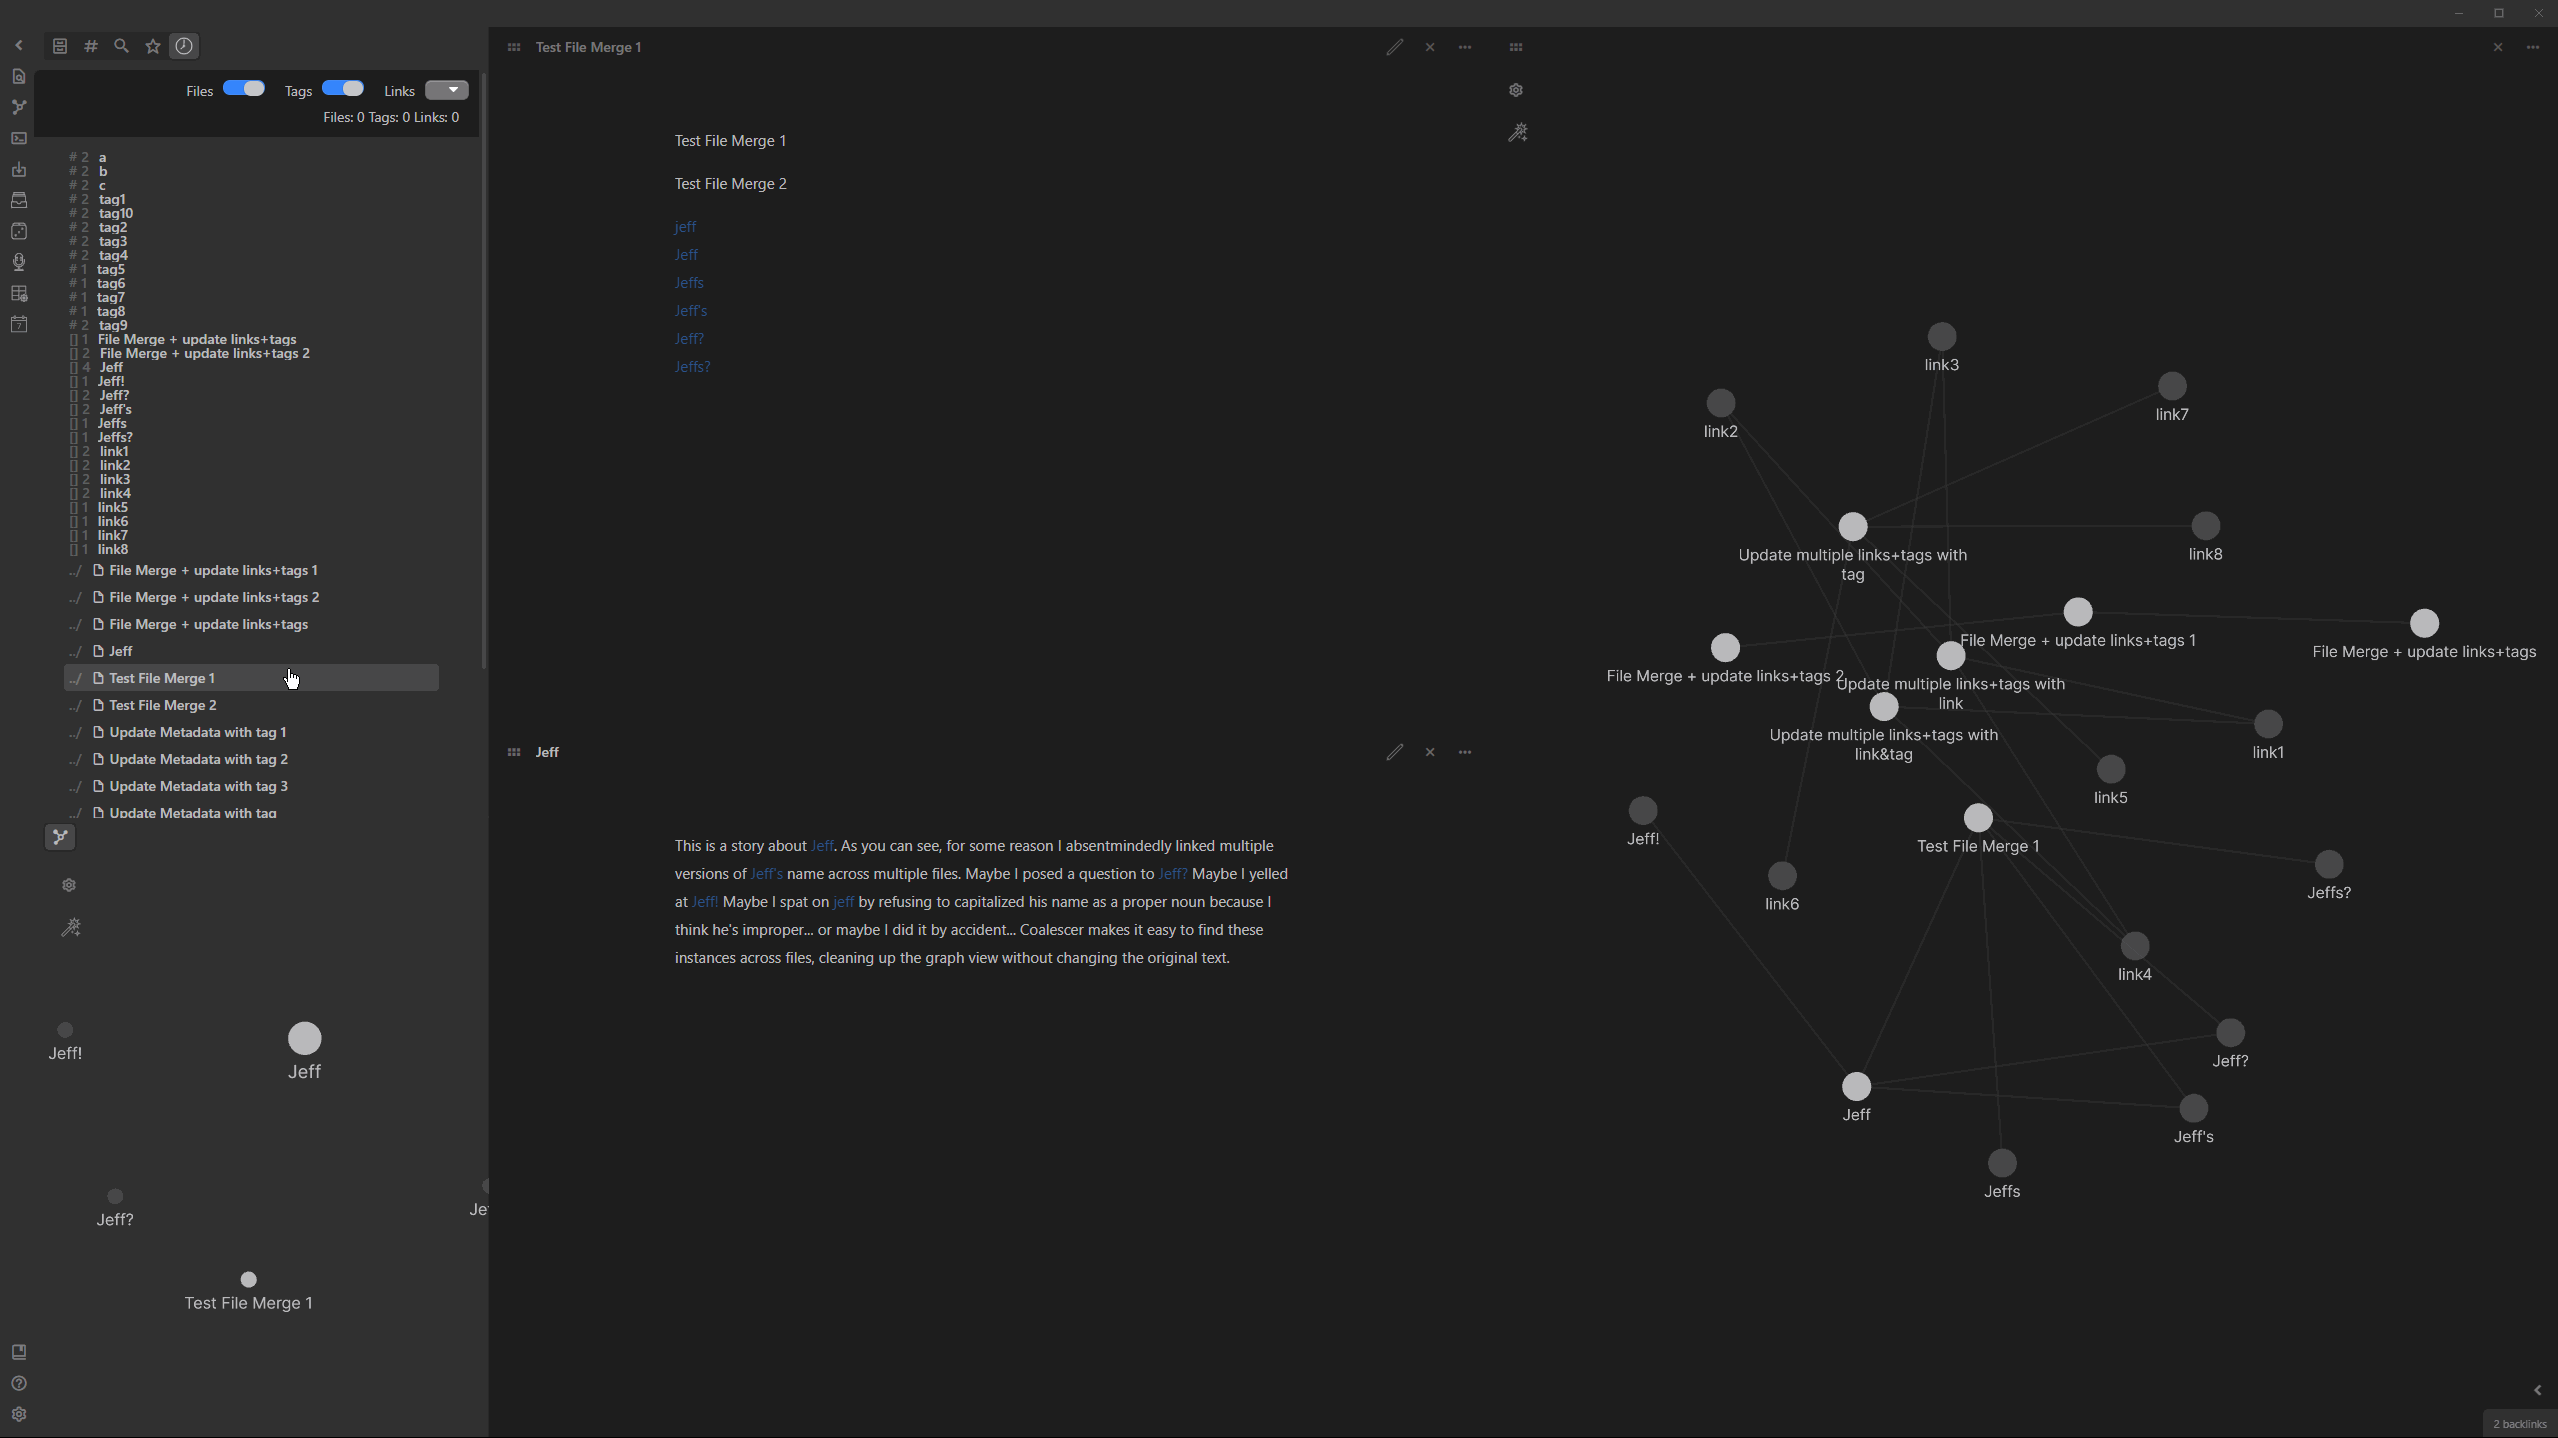 Files Tags Links
Files: 0 Tags: 0 Links: 0
# 2 a
# 2 b
# 2 c
# 2 tag1
# 2 tag10
# 2 tag2
# 2 tag3
# 2 tag4
# 1 tag5
# 1 tag6
# 1 tag7
# 1 tag8
# 2 tag9
[] 1 File Merge + update links+tags
[] 2 File Merge + update links+tags 2
[] 4 Jeff
[] 1 Jeff!
[] 2 Jeff?
[] 2 Jeff's
[] 1 Jeffs
[] 1 Jeffs?
[] 2 link1
[] 2 link2
[] 2 link3
[] 2 link4
[] 1 link5
[] 1 link6
[] 1 link7
[] 1 link8
../ File Merge + update links+tags 1
../ File Merge + update links+tags 2
../ File Merge + update links+tags
../ Jeff
../ Test File Merge 1
../ Test File Merge 2
../ Update Metadata with tag 1
../ Update Metadata with tag 2
../ Update Metadata with tag 3
../ Update Metadata with tag
Jeff!
Jeff
Jeff?
Je
Test File Merge 1
Test File Merge 1
Test File Merge 1
Test File Merge 2
jeff
Jeff
Jeffs
Jeff's
Jeff?
Jeffs?
Jeff
This is a story about Jeff. As you can see, for some reason I absentmindedly linked multiple
versions of Jeff's name across multiple files. Maybe I posed a question to Jeff? Maybe I yelled
at Jeff! Maybe I spat on jeff by refusing to capitalized his name as a proper noun because I
think he's improper... or maybe I did it by accident... Coalescer makes it easy to find these
instances across files, cleaning up the graph view without changing the original text.
link3
link7
link2
Update multiple links+tags with
tag
link8
File Merge + update links+tags 1
File Merge + update links+tags
File Merge + update links+tags 2
Update multiple links+tags with
link
Update multiple links+tags with
link&tag
link1
link5
Jeff!
Test File Merge 1
Jeffs?
link6
link4
Jeff?
Jeff
Jeff's
Jeffs
2 backlinks
7